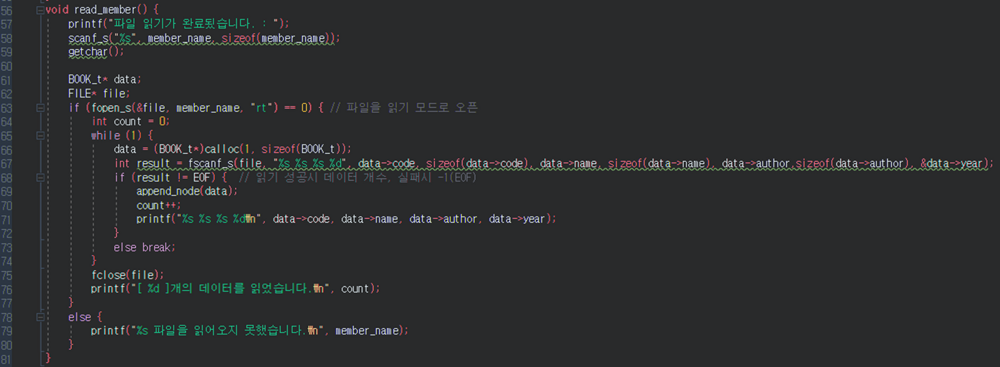 56 void read_member() {
57 printf("파일 읽기가 완료됬습니다. : ");
58 scanf_s("%s", member_name, sizeof(member_name));
59 getchar();
60
61 BOOK_t* data;
62 FILE* file;
63 if (fopen_s(&file, member_name, "rt") == 0) { // 파일을 읽기 모드로 오픈
64 int count = 0;
65 while (1) {
66 data = (BOOK_t*)calloc(1, sizeof(BOOK_t));
67 int result = fscanf_s(file, "%s %s %s %d", data->code, sizeof(data->code), data->name, sizeof(data->name), data->author,sizeof(data->author), &data->year);
68 if (result != EOF) { // 읽기 성공시 데이터 개수, 실패시 -1(EOF)
69 append_node(data);
70 count++;
71 printf("%s %s %s %d₩n", data->code, data->name, data->author, data->year);
72 }
73 else break;
74 }
75 fclose(file);
76 printf("[ %d ]개의 데이터를 읽었습니다.₩n", count);
77 }
78 else {
79 printf("%s 파일을 읽어오지 못했습니다.₩n", member_name);
80 }
81 }